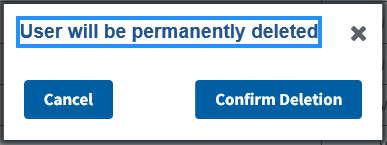 User will be permanently deleted
Cancel
Confirm Deletion